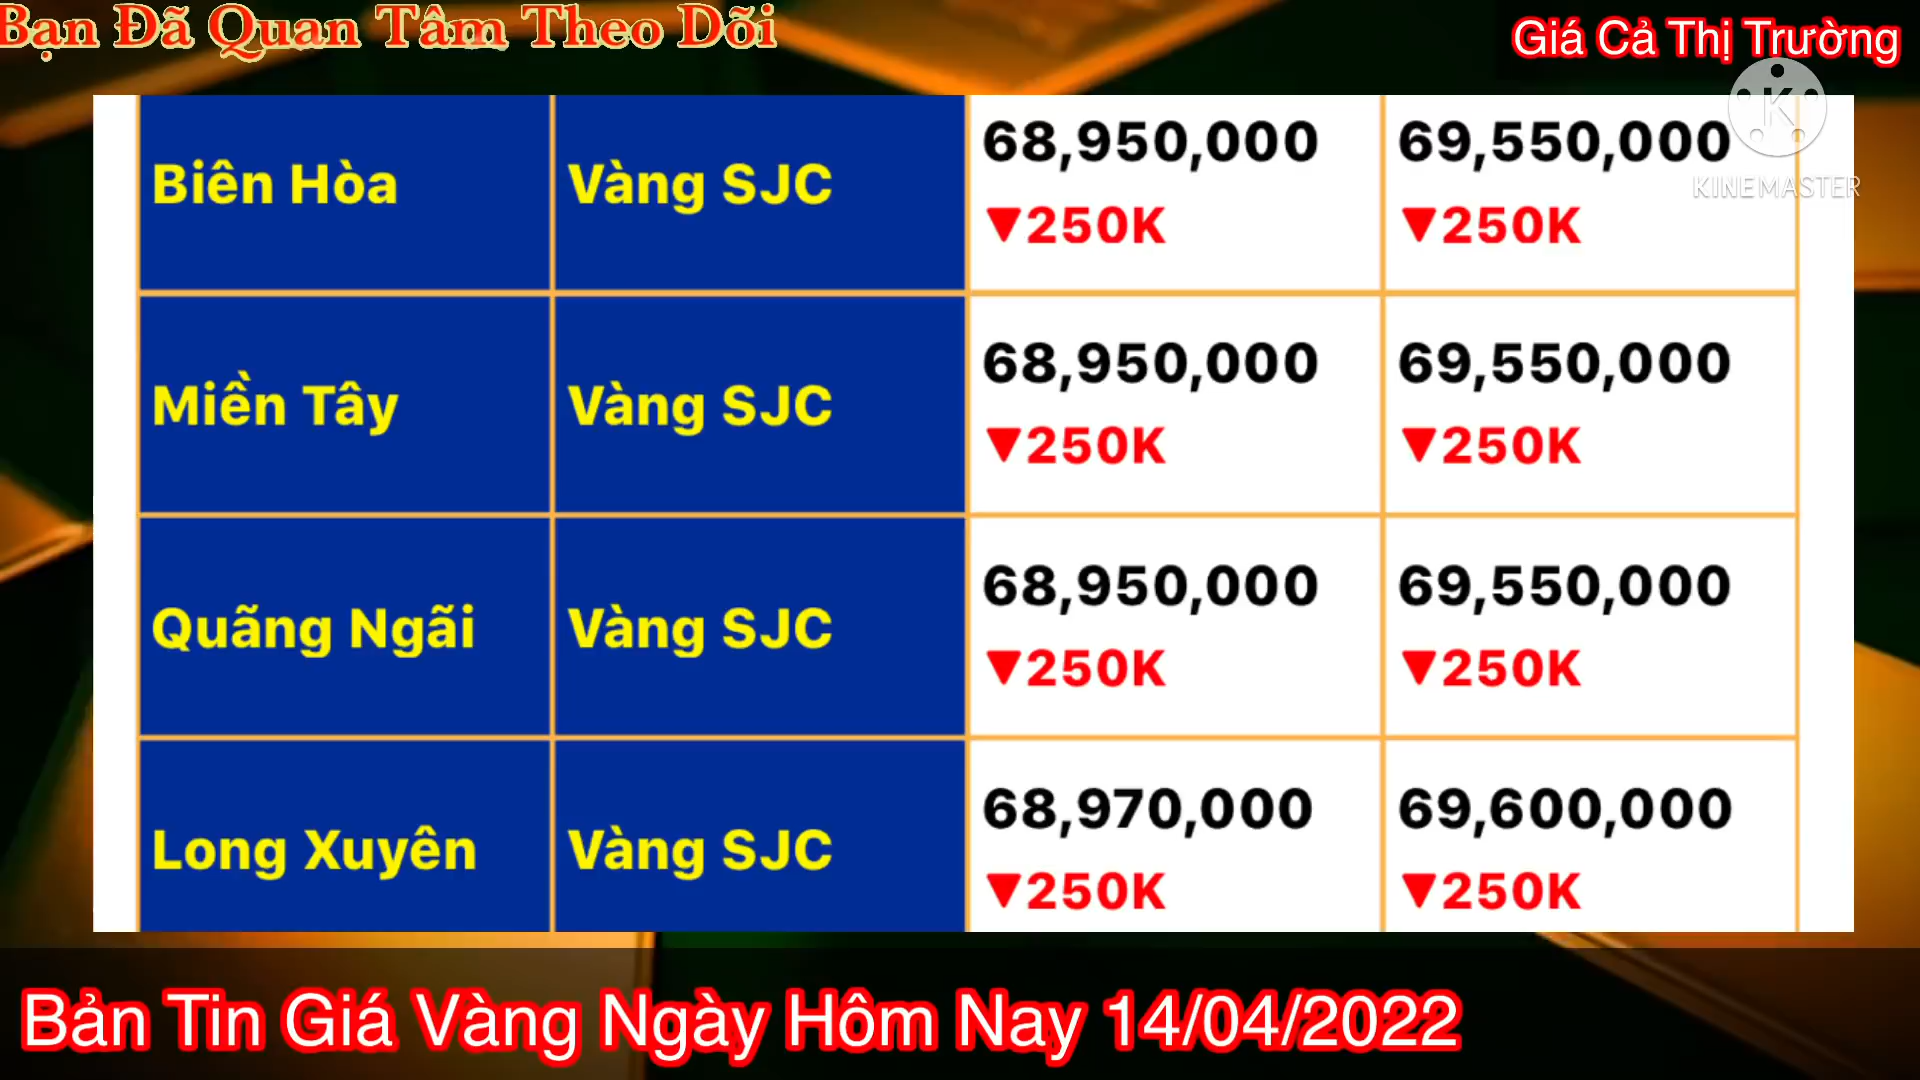 Bạn Đã Quan Tâm Theo Dõi
Giá Cả Thị Trường
KINEMASTER
Biên Hòa Vàng SJC 68,950,000 69,550,000
▼250K ▼250K
Miền Tây Vàng SJC 68,950,000 69,550,000
▼250K ▼250K
Quãng Ngãi Vàng SJC 68,950,000 69,550,000
▼250K ▼250K
Long Xuyên Vàng SJC 68,970,000 69,600,000
▼250K ▼250K
Bản Tin Giá Vàng Ngày Hôm Nay 14/04/2022